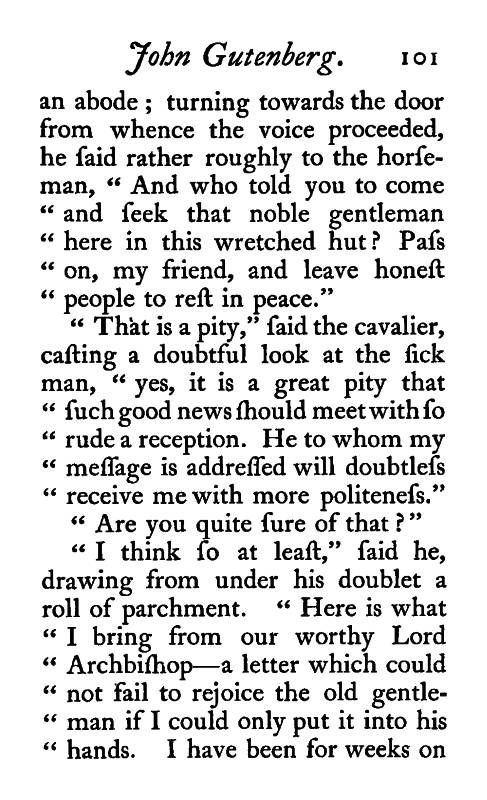 John Gutenberg. 101
an abode ; turning towards the door
from whence the voice proceeded,
he ſaid rather roughly to the horſe-
man, “ And who told you to come
“ and ſeek that noble gentleman
“ here in this wretched hut ? Paſs
“ on, my friend, and leave honeſt
“ people to reſt in peace.”
“ That is a pity,” ſaid the cavalier,
caſting a doubtful look at the ſick
man, “ yes, it is a great pity that
“ ſuch good news ſhould meet with ſo
“ rude a reception. He to whom my
“ meſſage is addreſſed will doubtleſs
“ receive me with more politeneſs.”
“ Are you quite ſure of that ? ”
“ I think ſo at leaſt,” ſaid he,
drawing from under his doublet a
roll of parchment. “ Here is what
“ I bring from our worthy Lord
“ Archbiſhop—a letter which could
“ not fail to rejoice the old gentle-
“ man if I could only put it into his
“ hands. I have been for weeks on